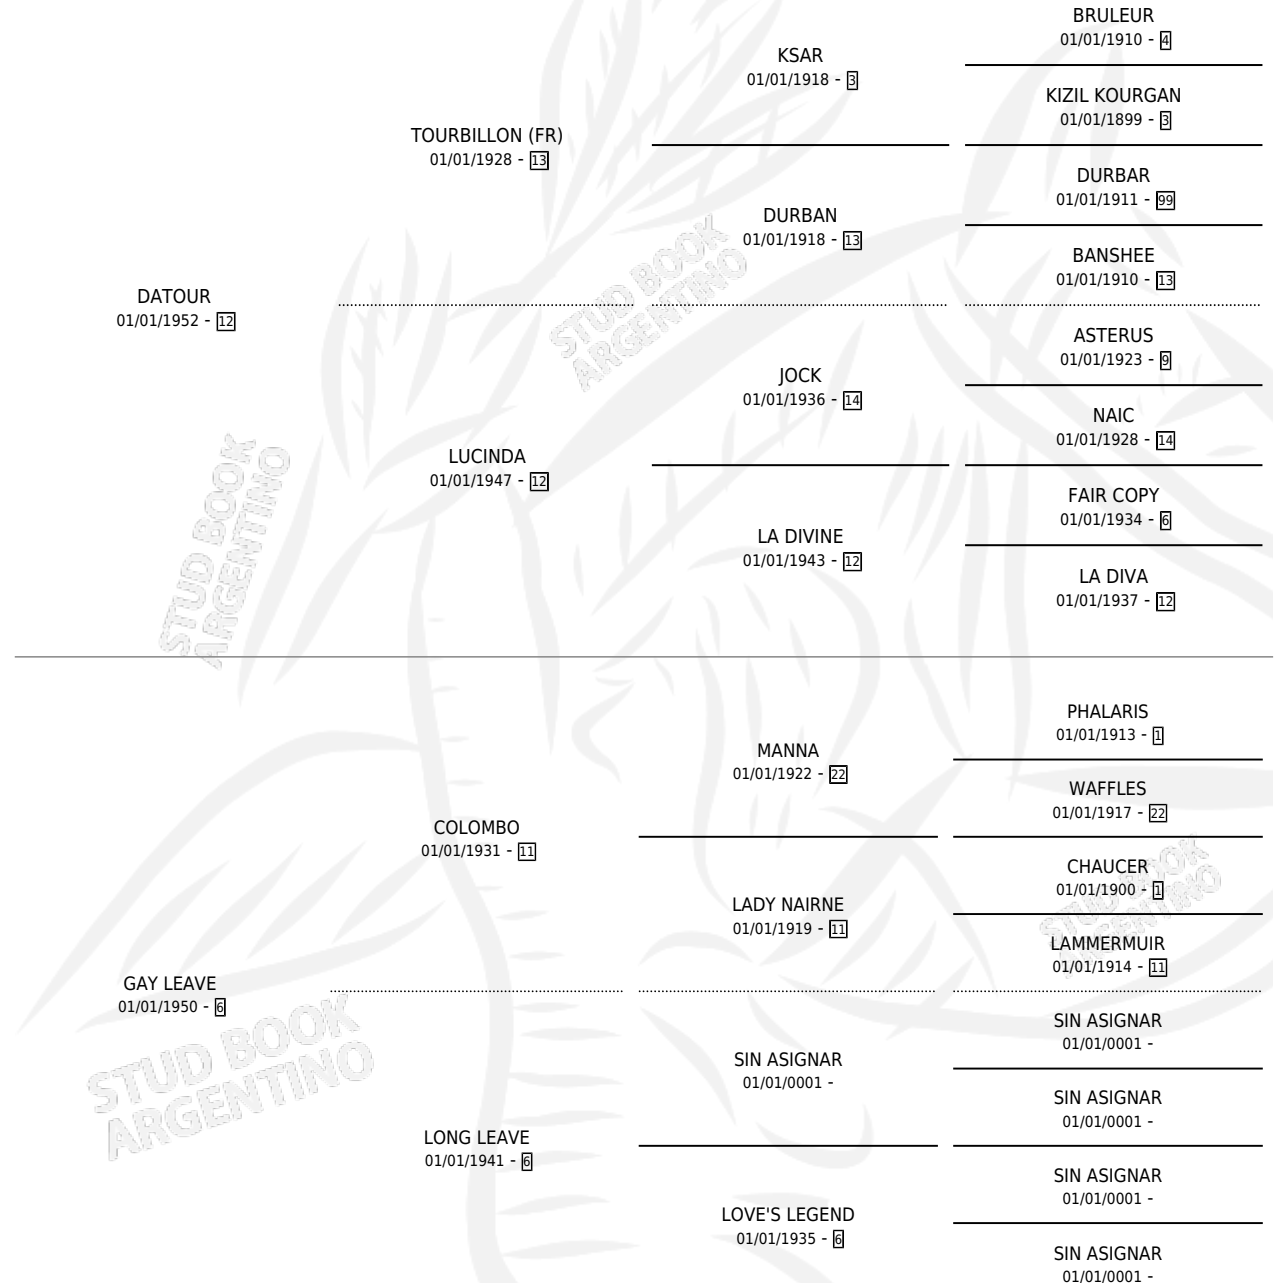 BRULEUR
01/01/1910 - 4
KSAR
01/01/1918 - 3
KIZIL KOURGAN
01/01/1899 - 3
TOURBILLON (FR)
01/01/1928 - 13
DURBAR
01/01/1911 - 99
DURBAN
01/01/1918 - 13
BANSHEE
01/01/1910 - 13
DATOUR
01/01/1952 - 12
ASTERUS
01/01/1923 - 9
JOCK
01/01/1936 - 14
NAIC
01/01/1928 - 14
LUCINDA
01/01/1947 - 12
FAIR COPY
01/01/1934 - 6
LA DIVINE
01/01/1943 - 12
LA DIVA
01/01/1937 - 12
STUD BOOK
ARGENTINO
STUD BOOK
ARGENTINO
PHALARIS
01/01/1913 - 1
MANNA
01/01/1922 - 22
WAFFLES
01/01/1917 - 22
COLOMBO
01/01/1931 - 11
CHAUCER
01/01/1900 - 1
LADY NAIRNE
01/01/1919 - 11
LAMMERMUIR
01/01/1914 - 11
STUD BOOK
ARGENTINO
GAY LEAVE
01/01/1950 - 6
SIN ASIGNAR
01/01/0001 -
SIN ASIGNAR
01/01/0001 -
SIN ASIGNAR
01/01/0001 -
LONG LEAVE
01/01/1941 - 6
SIN ASIGNAR
01/01/0001 -
LOVE'S LEGEND
01/01/1935 - 6
SIN ASIGNAR
01/01/0001 -
STUD BOOK
ARGENTINO